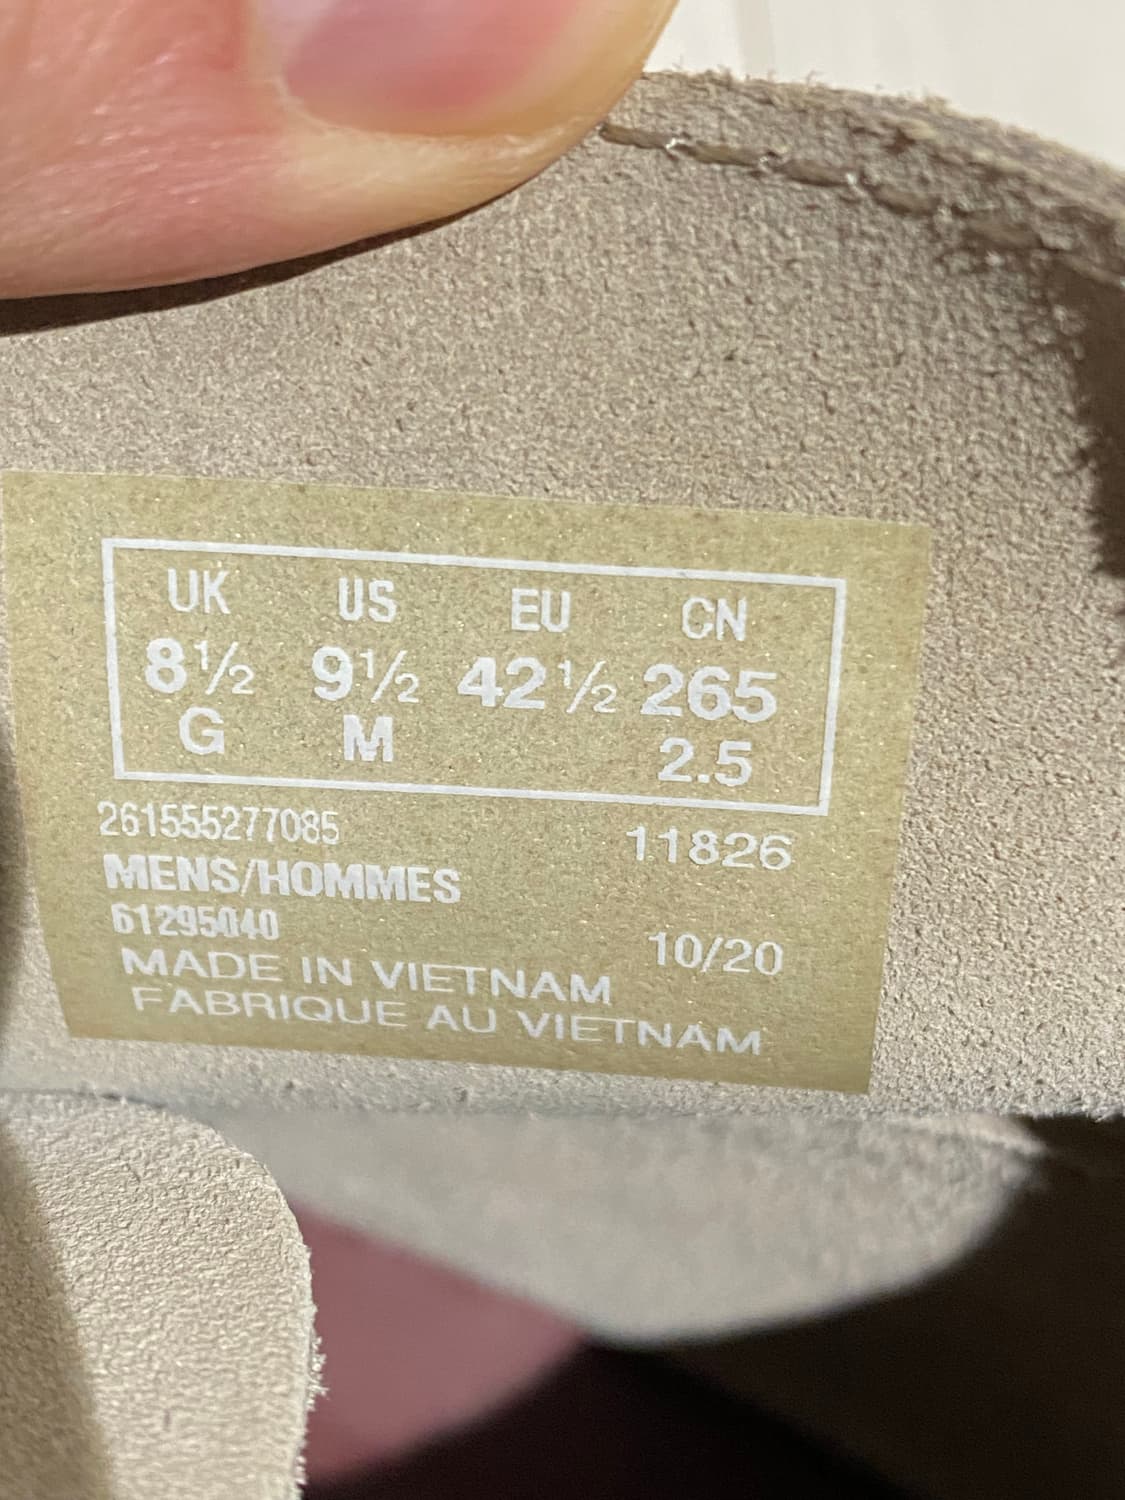 UK US EU CN
8½ 9½ 42½ 265
G M 2.5
261555277085 11826
MENS/HOMMES
61295040 10/20
MADE IN VIETNAM
FABRIQUE AU VIETNAM